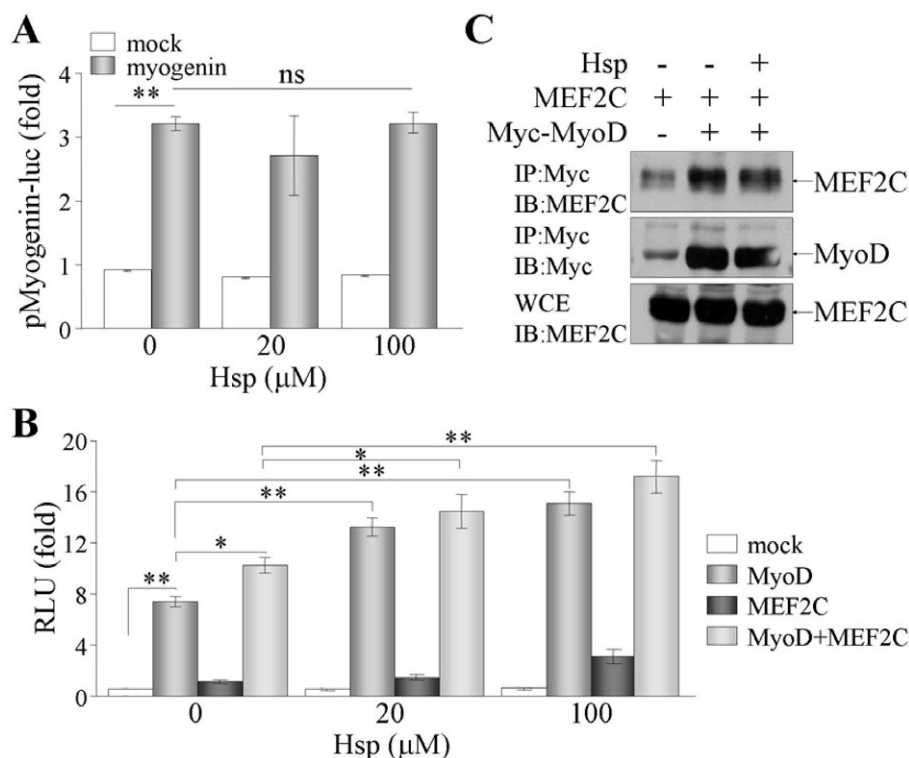 A
mock
myogenin
pMyogenin-luc (fold)
4
3
2
1
0
**
ns
0 20 100
Hsp (μM)
C
Hsp - - +
MEF2C + + +
Myc-MyoD - + +
IP:Myc
IB:MEF2C
MEF2C
IP:Myc
IB:Myc
MyoD
WCE
IB:MEF2C
MEF2C
B
RLU (fold)
20
16
12
8
4
0
**
*
**
**
*
**
0 20 100
Hsp (μM)
mock
MyoD
MEF2C
MyoD+MEF2C